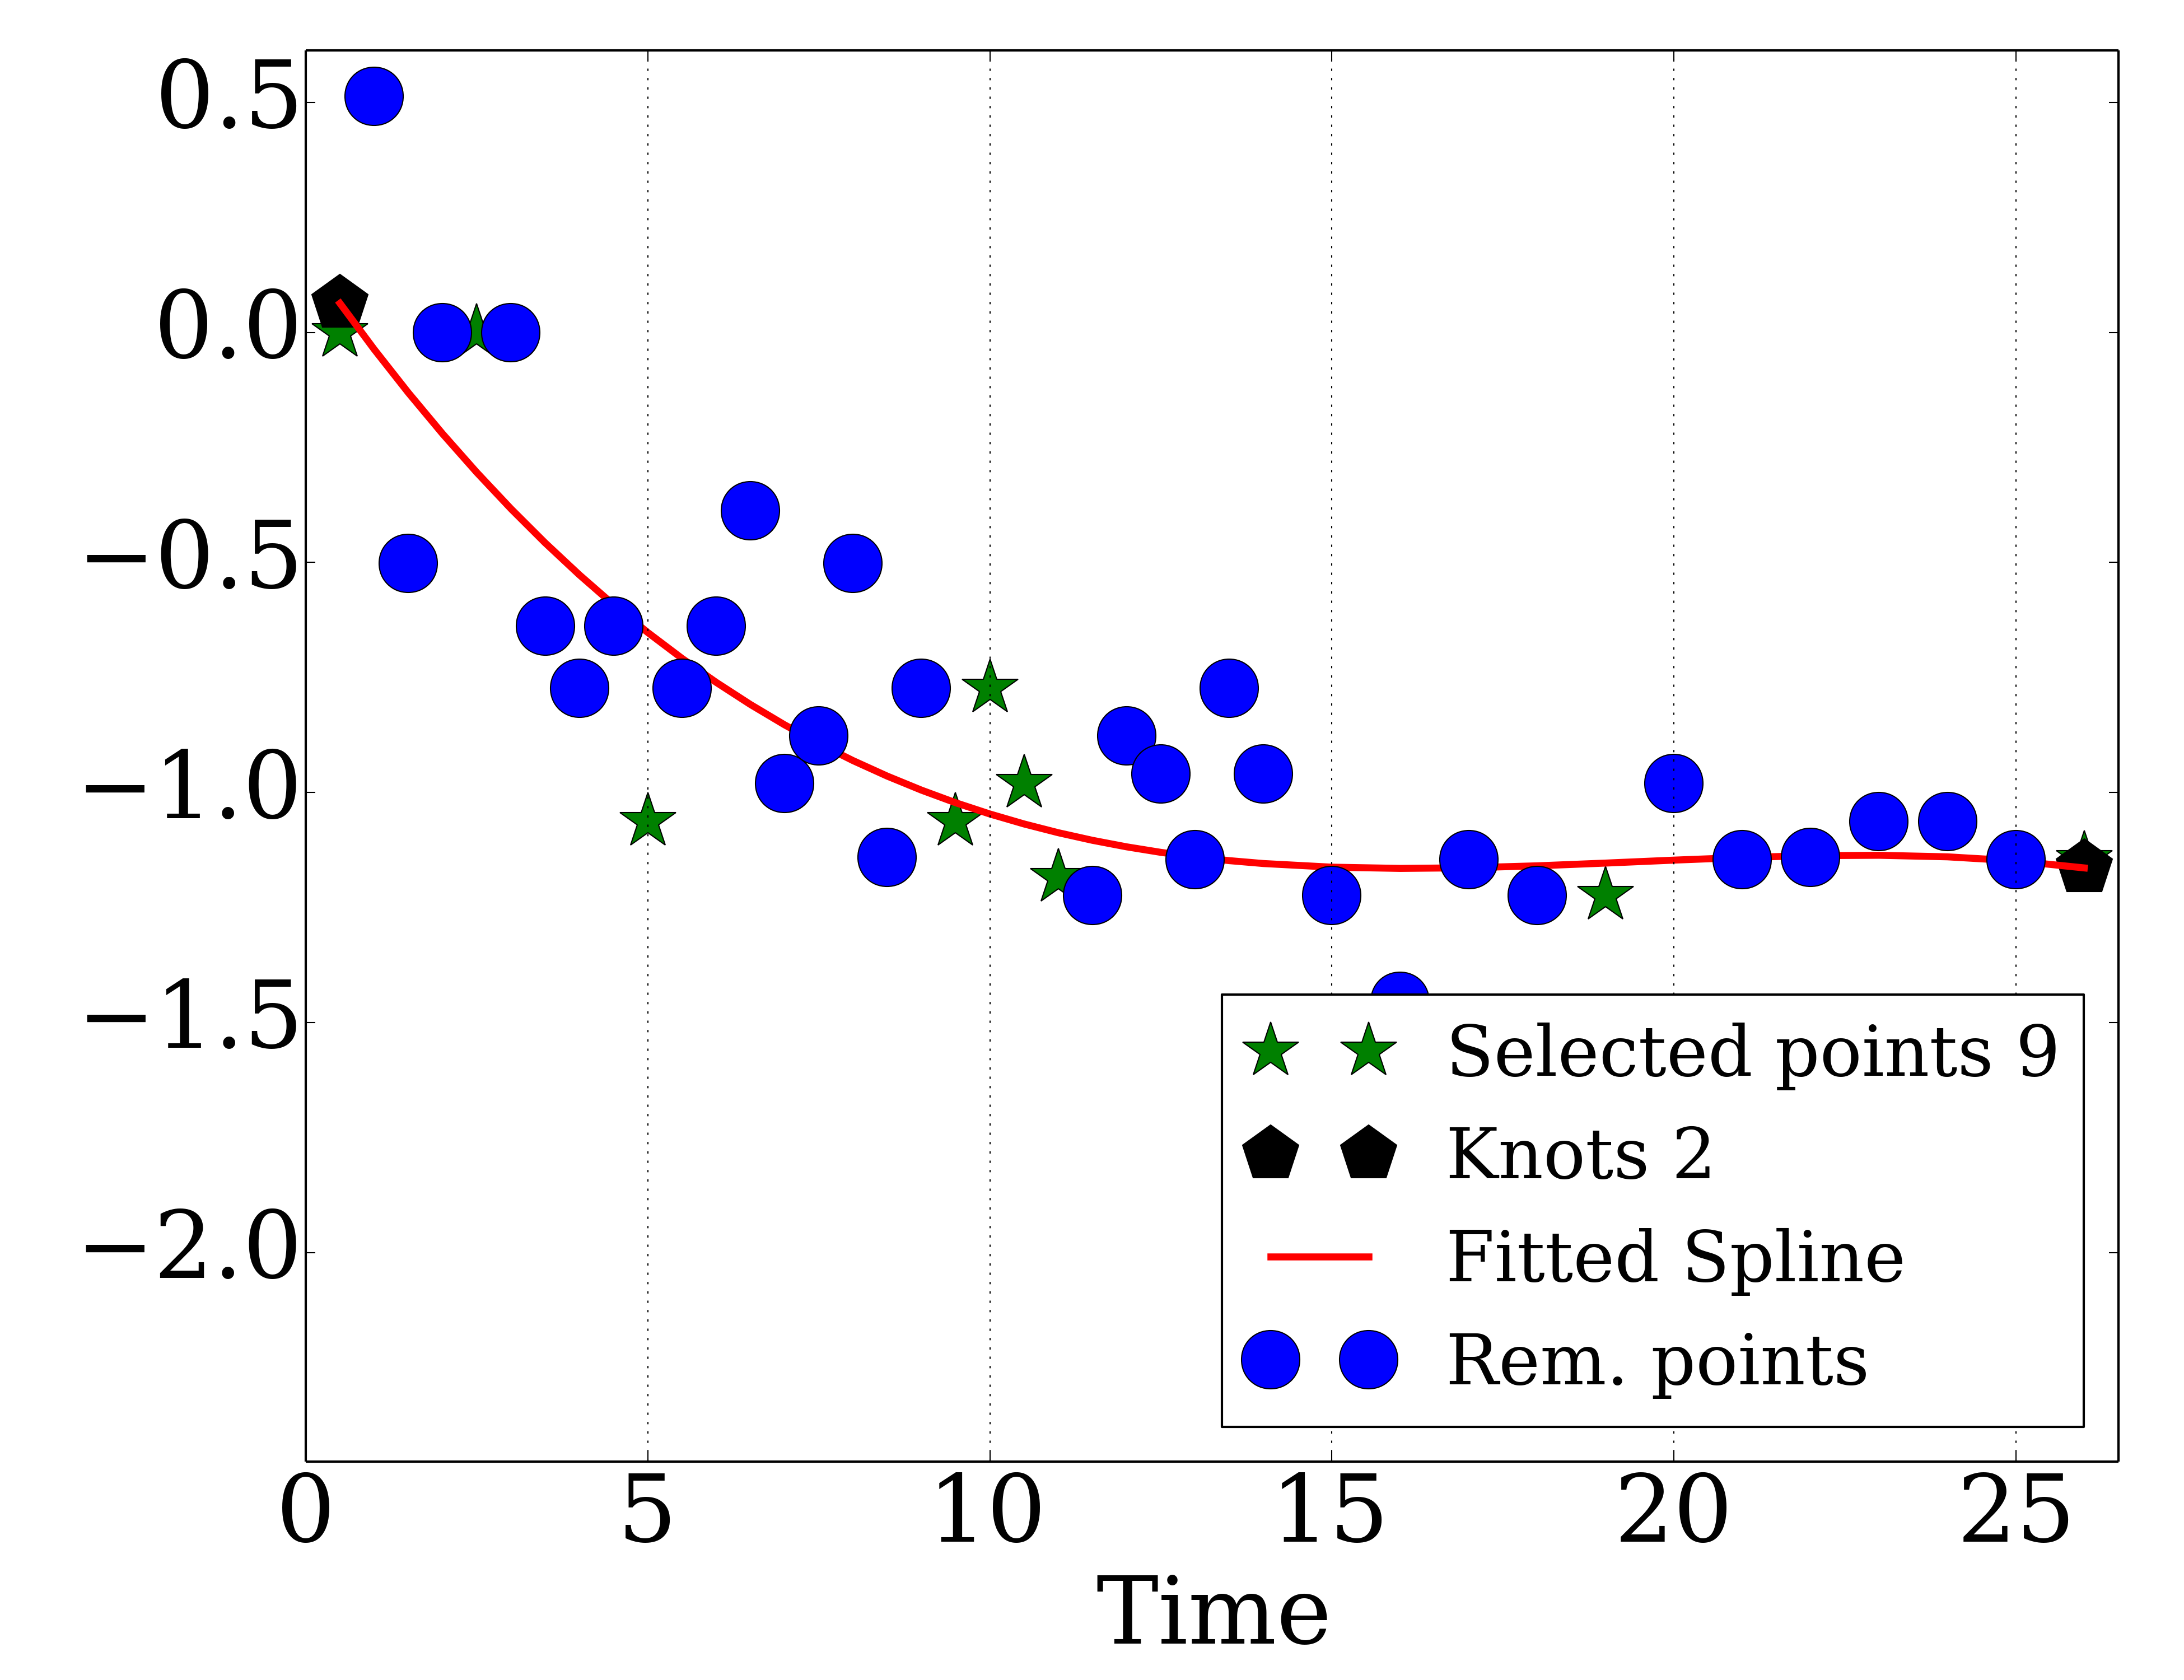 0.5
0.0
−0.5
−1.0
−1.5
−2.0
Selected points 9
Knots 2
Fitted Spline
Rem. points
0 5 10 15 20 25
Time